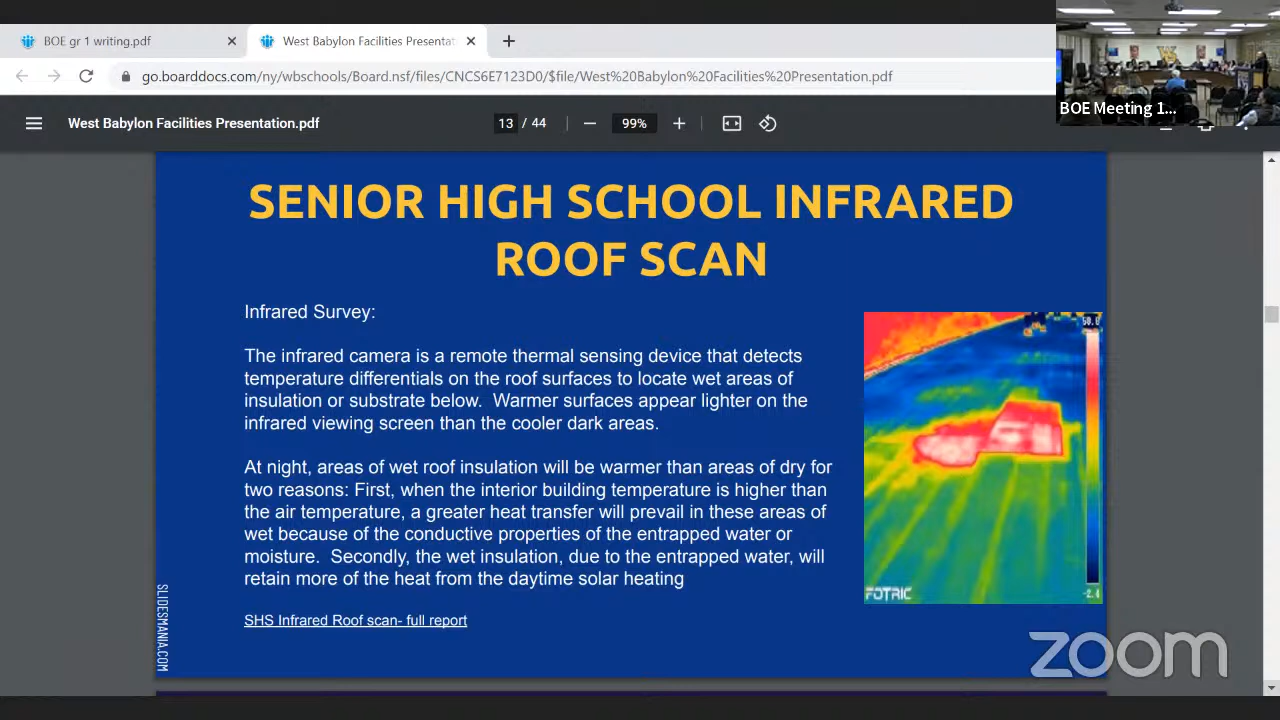 BOE gr 1 writing.pdf
West Babylon Facilities Presentat
go.boarddocs.com/ny/wbschools/Board.nsf/files/CNCS6E7123D0/$file/West%20Babylon%20Facilities%20Presentation.pdf
BOE Meeting 1...
West Babylon Facilities Presentation.pdf
13 / 44
99%
SENIOR HIGH SCHOOL INFRARED
ROOF SCAN
Infrared Survey:
The infrared camera is a remote thermal sensing device that detects
temperature differentials on the roof surfaces to locate wet areas of
insulation or substrate below. Warmer surfaces appear lighter on the
infrared viewing screen than the cooler dark areas.
At night, areas of wet roof insulation will be warmer than areas of dry for
two reasons: First, when the interior building temperature is higher than
the air temperature, a greater heat transfer will prevail in these areas of
wet because of the conductive properties of the entrapped water or
moisture. Secondly, the wet insulation, due to the entrapped water, will
retain more of the heat from the daytime solar heating
SHS Infrared Roof scan- full report
FOTRIC
-2.4
SLIDESMANIA.COM
zoom